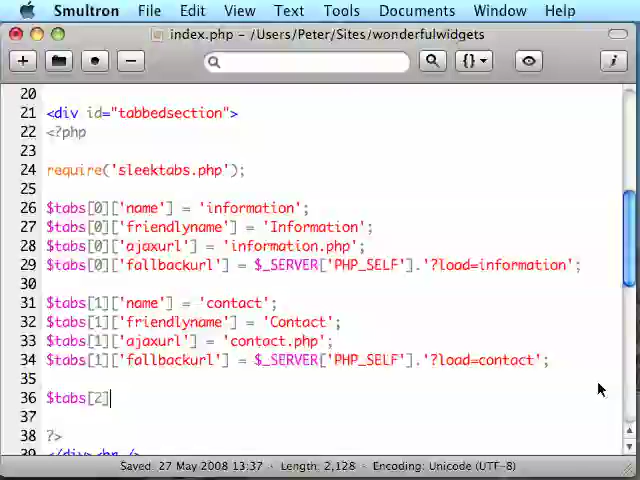 Smultron File Edit View Text Tools Documents Window Help
index.php - /Users/Peter/Sites/wonderfulwidgets
20
21 <div id="tabbedsection">
22 <?php
23
24 require('sleektabs.php');
25
26 $tabs[0]['name'] = 'information';
27 $tabs[0]['friendlyname'] = 'Information';
28 $tabs[0]['ajaxurl'] = 'information.php';
29 $tabs[0]['fallbackurl'] = $_SERVER['PHP_SELF'].'?load=information';
30
31 $tabs[1]['name'] = 'contact';
32 $tabs[1]['friendlyname'] = 'Contact';
33 $tabs[1]['ajaxurl'] = 'contact.php';
34 $tabs[1]['fallbackurl'] = $_SERVER['PHP_SELF'].'?load=contact';
35
36 $tabs[2]
37
38 ?>
39 </div><br />
Saved: 27 May 2008 13:37 - Length: 2,128 - Encoding: Unicode (UTF-8)